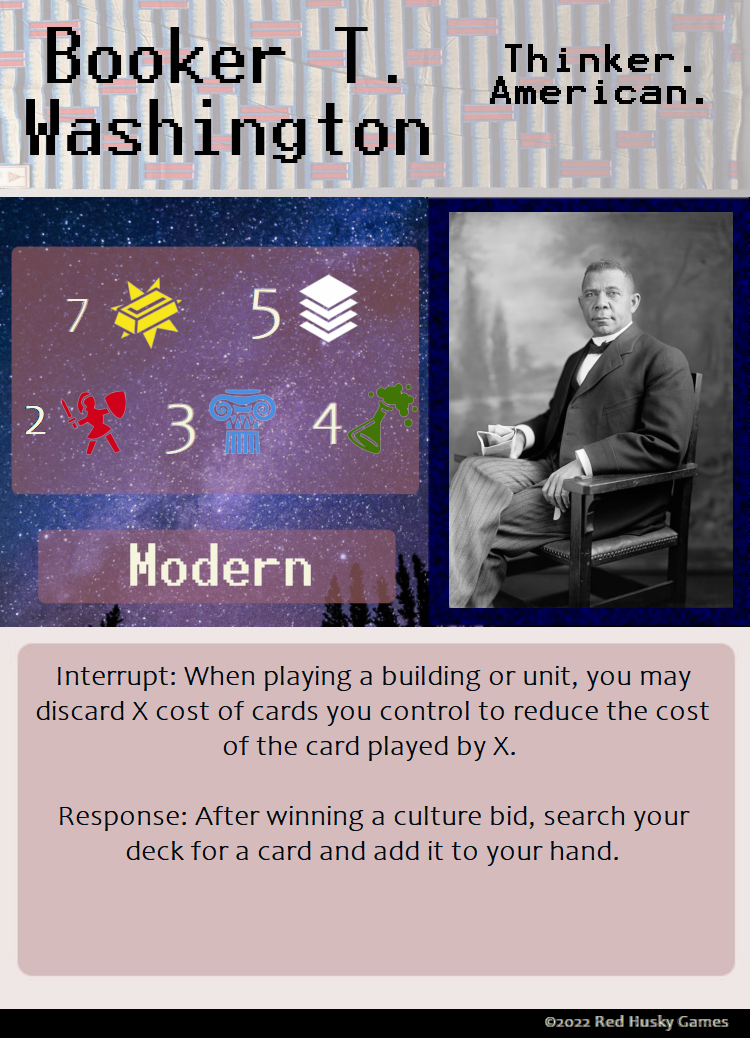 Booker T.
Washington
Thinker.
American.
7
5
2
3
4
Modern
Interrupt: When playing a building or unit, you may
discard X cost of cards you control to reduce the cost
of the card played by X.
Response: After winning a culture bid, search your
deck for a card and add it to your hand.
©2022 Red Husky Games